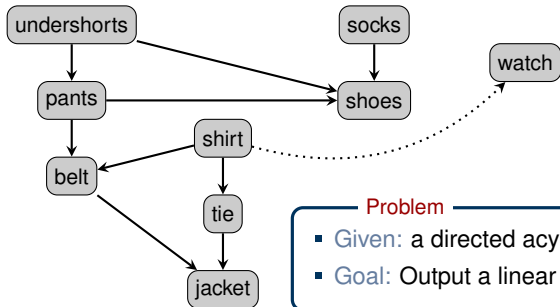 undershorts
socks
watch
pants
shoes
shirt
belt
tie
jacket
Problem
Given: a directed acy
Goal: Output a linear